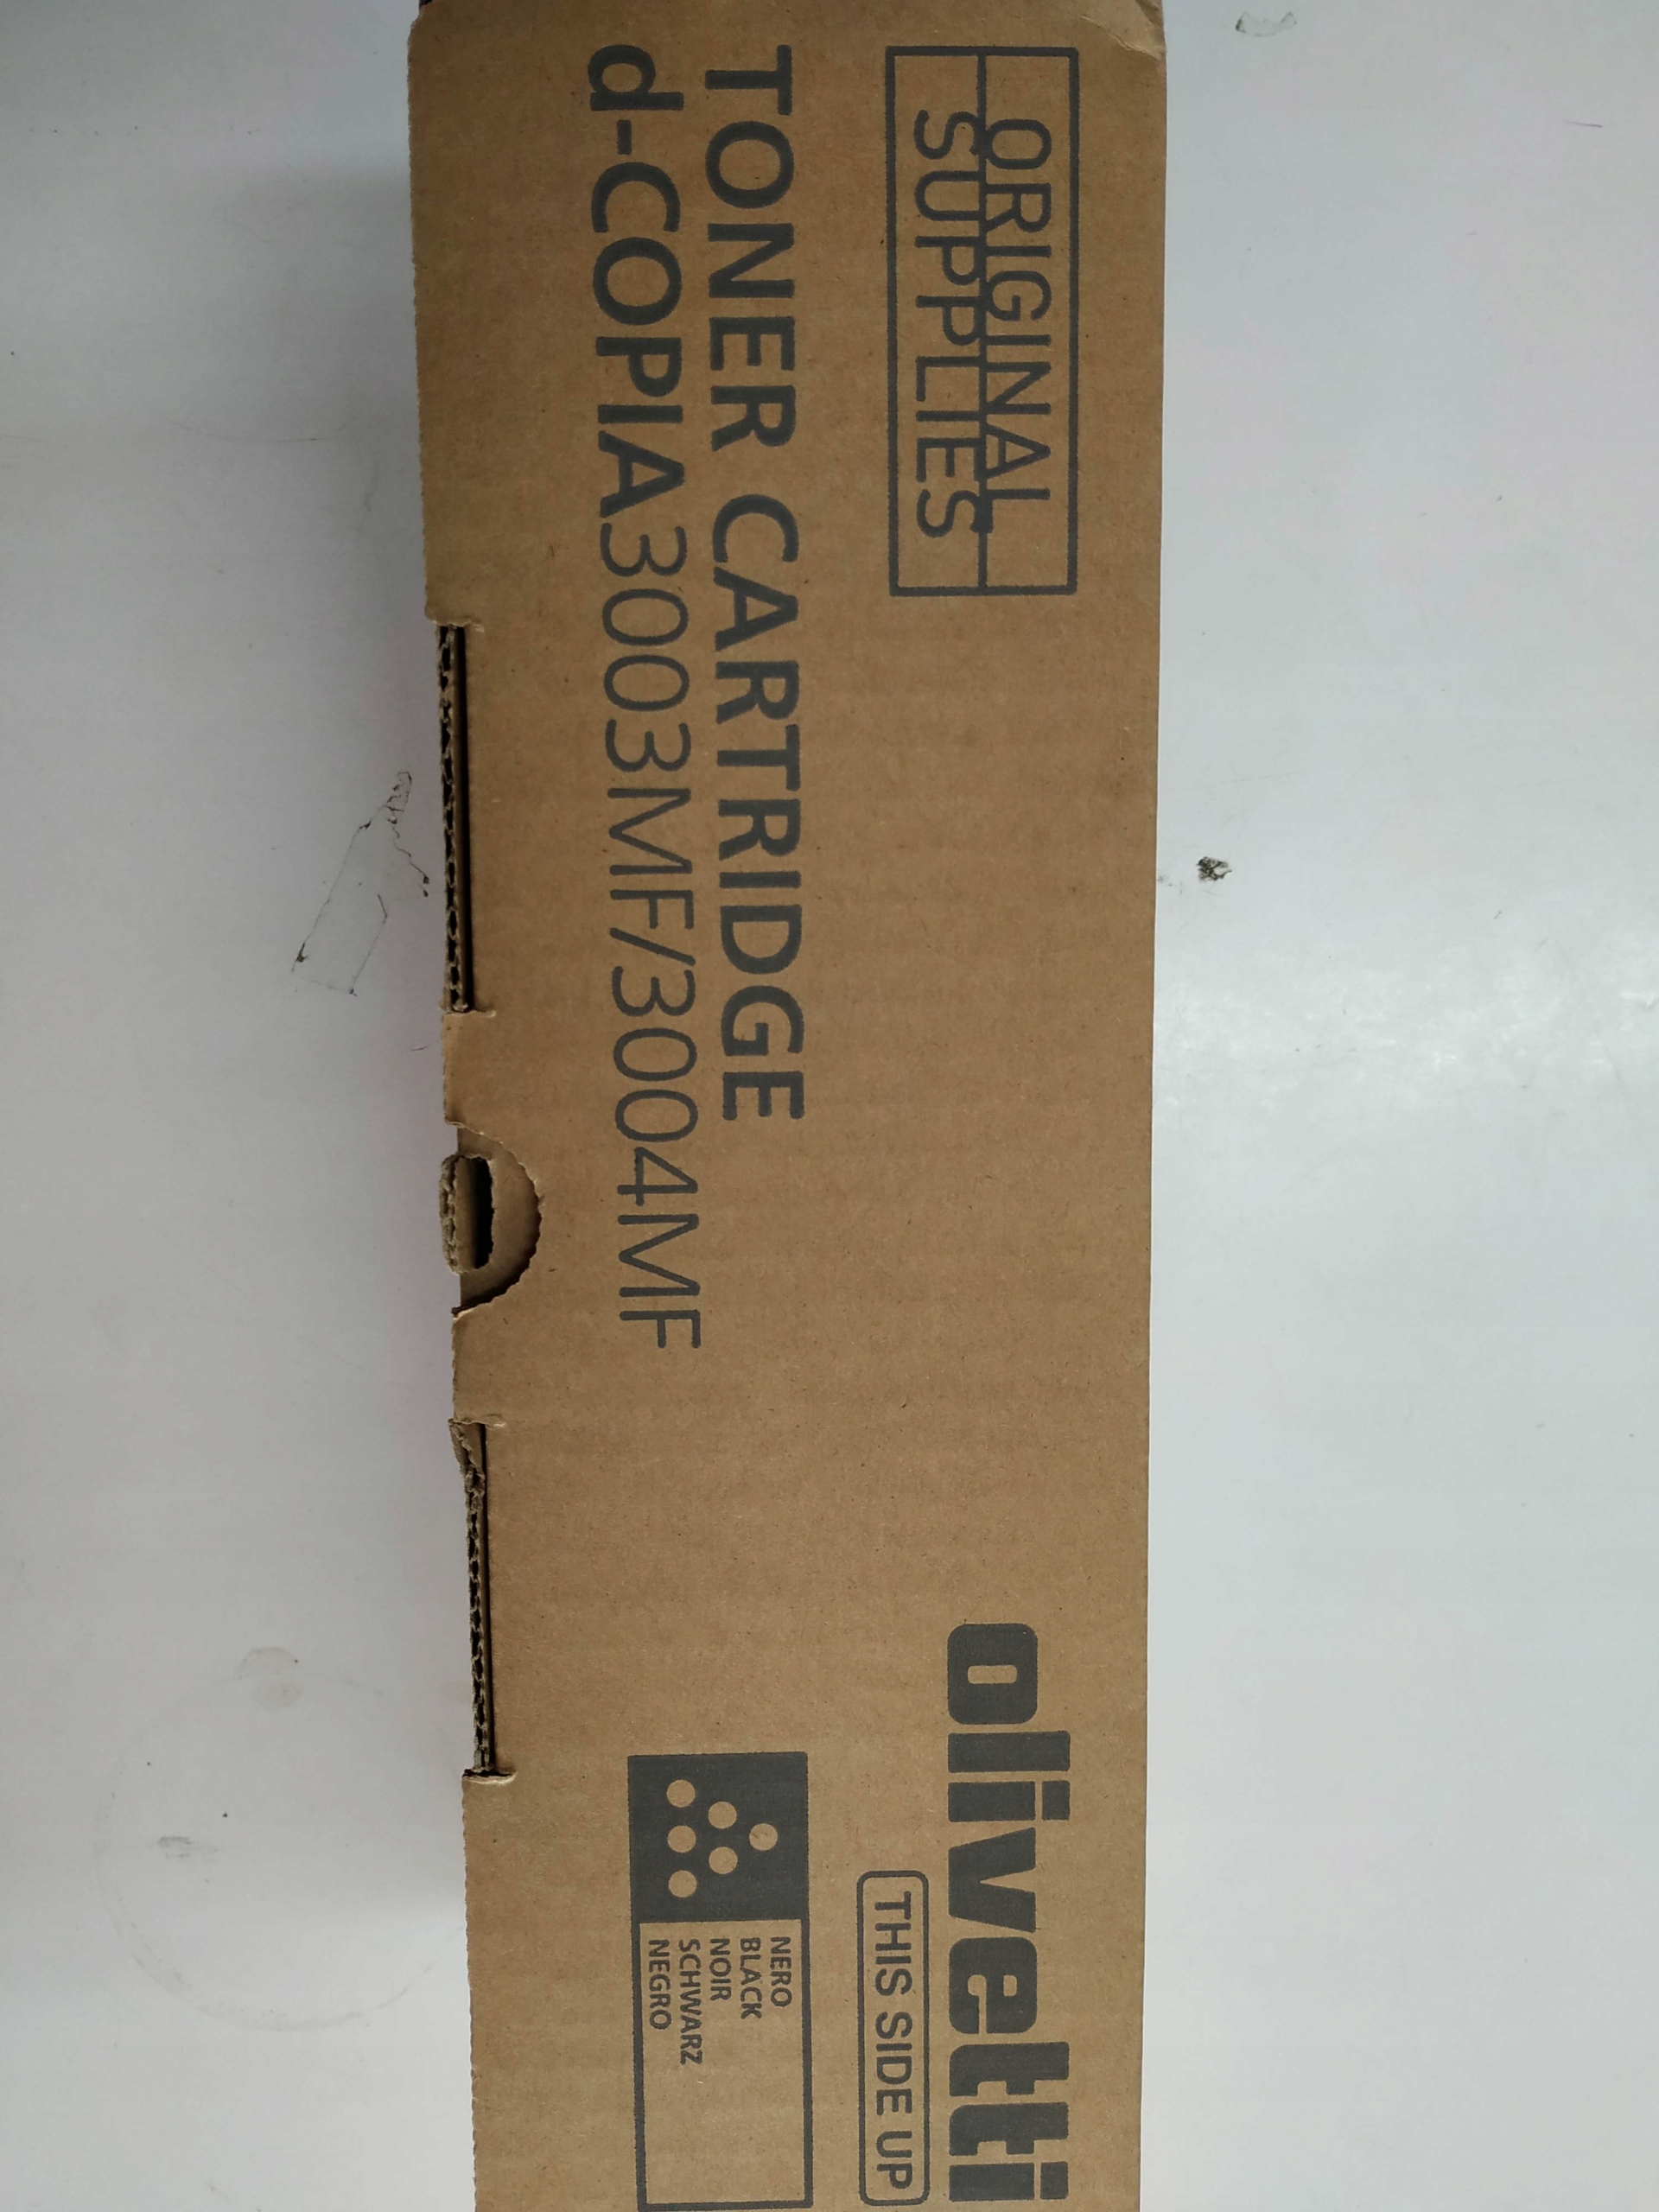 ORIGINAL
SUPPLIES
TONER CARTRIDGE
d-COPIA3003MF/3004MF
olivetti
THIS SIDE UP
NERO
BLACK
NOIR
SCHWARZ
NEGRO